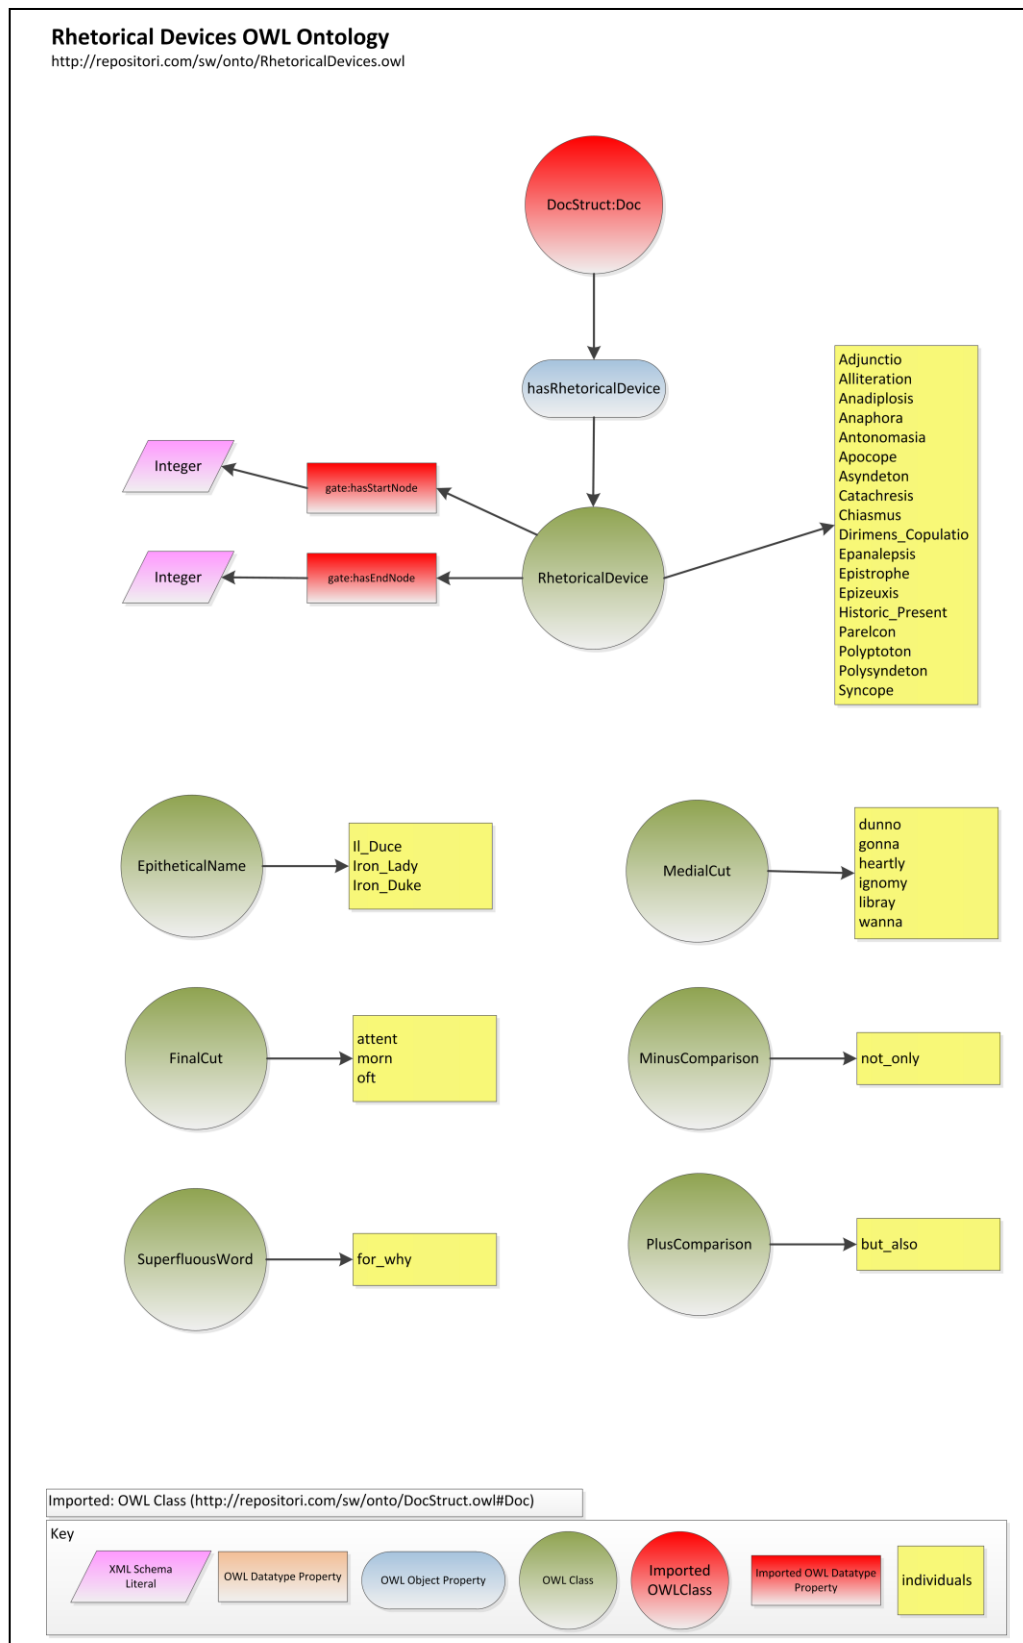 Rhetorical Devices OWL Ontology
http://repositori.com/sw/onto/RhetoricalDevices.owl
DocStruct:Doc
hasRhetoricalDevice
Integer
gate:hasStartNode
Integer
gate:hasEndNode
RhetoricalDevice
Adjunctio
Alliteration
Anadiplosis
Anaphora
Antonomasia
Apocope
Asyndeton
Catachresis
Chiasmus
Dirimens_Copulatio
Epanalepsis
Epistrophe
Epizeuxis
Historic_Present
Parelcon
Polyptoton
Polysyndeton
Syncope
EpitheticalName
Il_Duce
Iron_Lady
Iron_Duke
MedialCut
dunno
gonna
heartly
ignomy
libray
wanna
FinalCut
attent
morn
oft
MinusComparison
not_only
SuperfluousWord
for_why
PlusComparison
but_also
Imported: OWL Class (http://repositori.com/sw/onto/DocStruct.owl#Doc)
Key
XML Schema
Literal
OWL Datatype Property
OWL Object Property
OWL Class
Imported
OWLClass
Imported OWL Datatype
Property
individuals